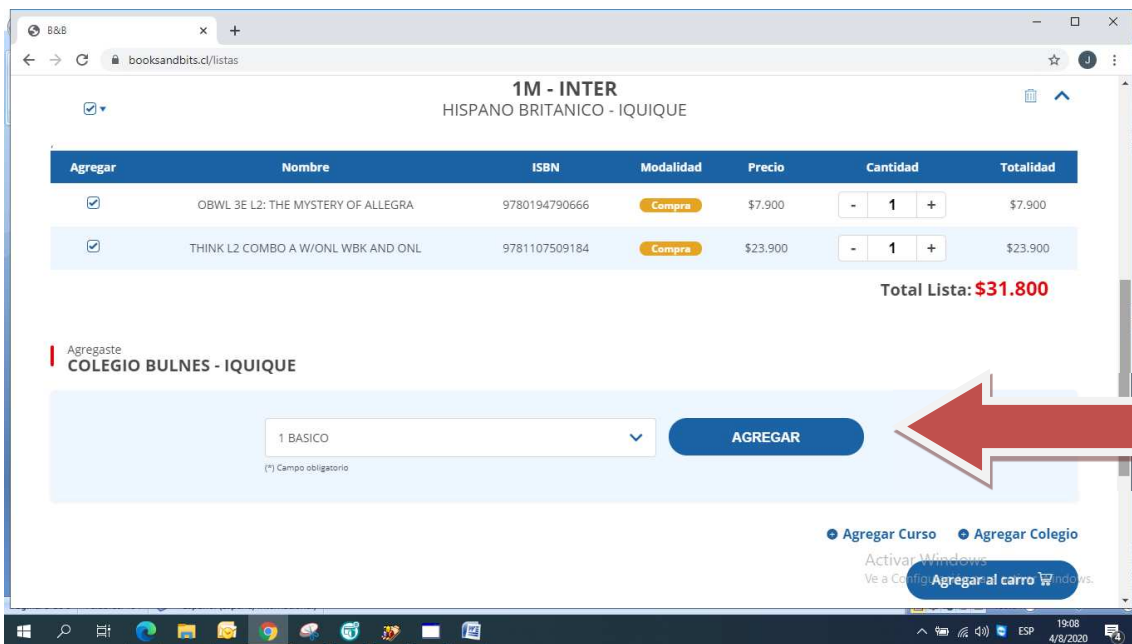 B&B
booksandbits.cl/listas
J
1M - INTER
HISPANO BRITANICO - IQUIQUE
Agregar Nombre ISBN Modalidad Precio Cantidad Totalidad
OBWL 3E L2: THE MYSTERY OF ALLEGRA 9780194790666 Compra $7.900 - 1 + $7.900
THINK L2 COMBO A W/ONL WBK AND ONL 9781107509184 Compra $23.900 - 1 + $23.900
Total Lista: $31.800
Agregaste
COLEGIO BULNES - IQUIQUE
1 BASICO AGREGAR
(*) Campo obligatorio
Agregar Curso Agregar Colegio
Activar Windows
Ve a
Agregar al carro
ESP 19:08
4/8/2020